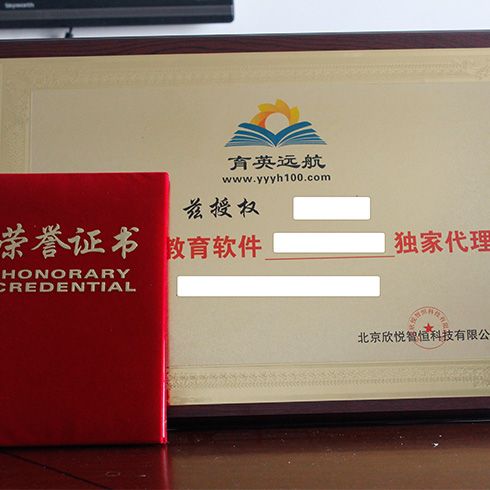 Skyworth
育英远航
www.yyyh100.com
兹授权
教育软件 独家代理
北京欣悦智恒科技有限公
荣誉证书
HONORARY
CREDENTIAL